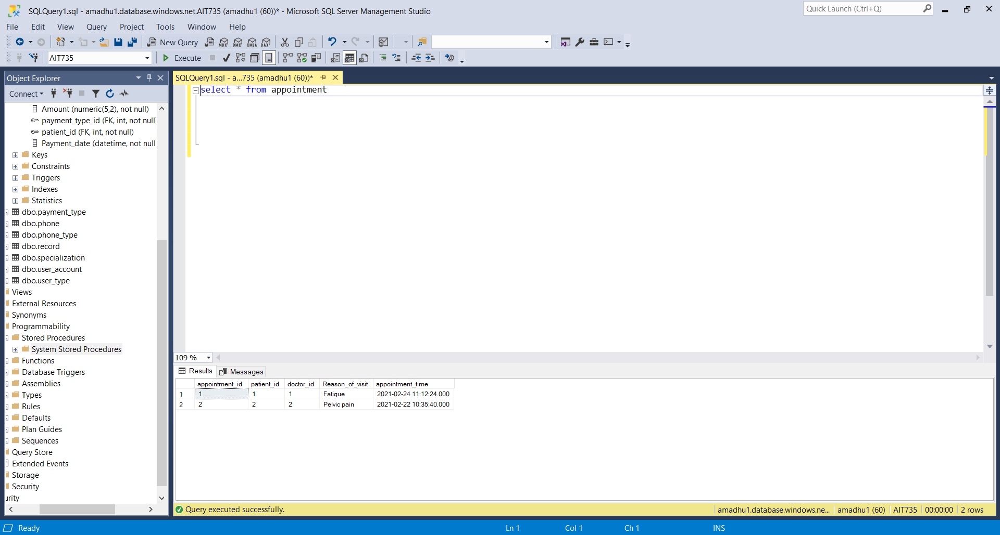 SQLQuery1.sql - amadhu1.database.windows.net.AIT735 (amadhu1 (60))* - Microsoft SQL Server Management Studio
Quick Launch (Ctrl+Q)
File Edit View Query Project Tools Window Help
New Query MDX DMX XMLA DAX
AIT735 Execute
Object Explorer
SQLQuery1.sql - a...735 (amadhu1 (60))*
Connect
select * from appointment
Amount (numeric(5,2), not null)
payment_type_id (FK, int, not null)
patient_id (FK, int, not null)
Payment_date (datetime, not null
Keys
Constraints
Triggers
Indexes
Statistics
dbo.payment_type
dbo.phone
dbo.phone_type
dbo.record
dbo.specialization
dbo.user_account
dbo.user_type
Views
External Resources
Synonyms
Programmability
Stored Procedures
System Stored Procedures
Functions
Database Triggers
Assemblies
Types
Rules
Defaults
Plan Guides
Sequences
Query Store
Extended Events
Storage
Security
urity
109 %
Results Messages
appointment_id patient_id doctor_id Reason_of_visit appointment_time
1 1 1 1 Fatigue 2021-02-24 11:12:24.000
2 2 2 2 Pelvic pain 2021-02-22 10:35:40.000
Query executed successfully.
amadhu1.database.windows.ne... amadhu1 (60) AIT735 00:00:00 2 rows
Ready Ln 1 Col 1 Ch 1 INS